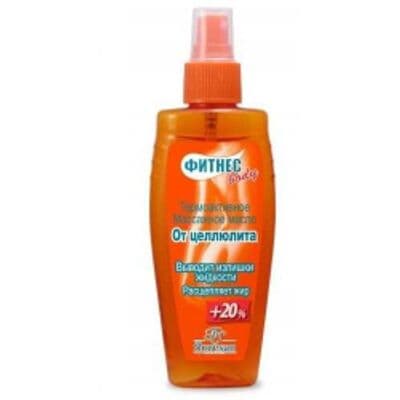 ФИТНЕС
body
Термоактивное
Массажное масло
От целлюлита
Выводит излишки
жидкости
Расщепляет жир
+20%